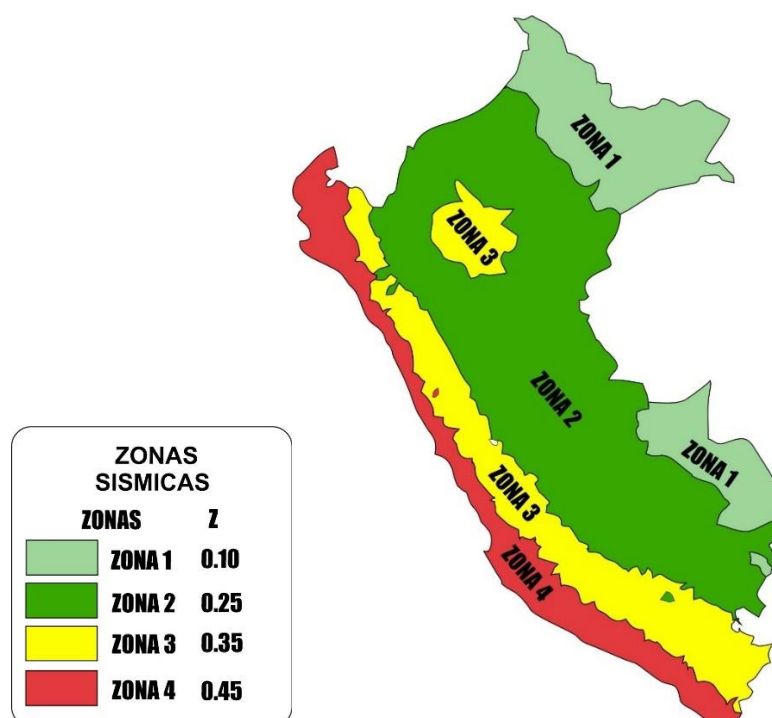 ZONA 1
ZONA 3
ZONA 2
ZONA 1
ZONA 3
ZONA 4
ZONAS
SISMICAS
ZONAS Z
ZONA 1 0.10
ZONA 2 0.25
ZONA 3 0.35
ZONA 4 0.45